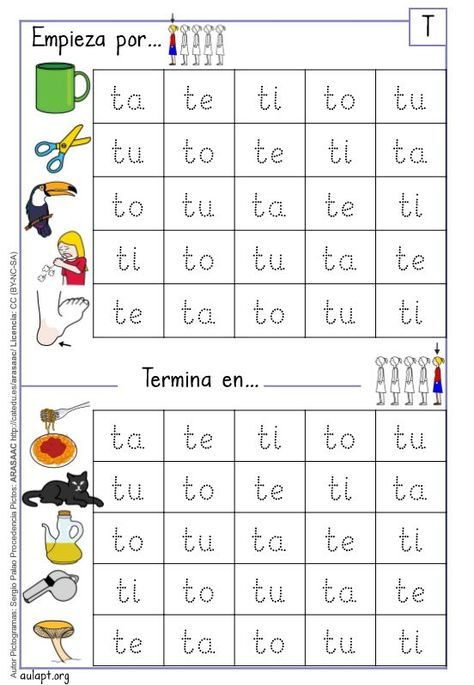 T
Empieza por...
ta te ti to tu
tu to te ti ta
to tu ta te ti
ti to tu ta te
te ta to tu ti
Termina en...
ta te ti to tu
tu to te ti ta
to tu ta te ti
ti to tu ta te
te ta to tu ti
Autor Pictogramas: Sergio Palao Procedencia Pictos: ARASAAC http://catedu.es/arasaac/ Licencia: CC (BY-NC-SA)
aulapt.org